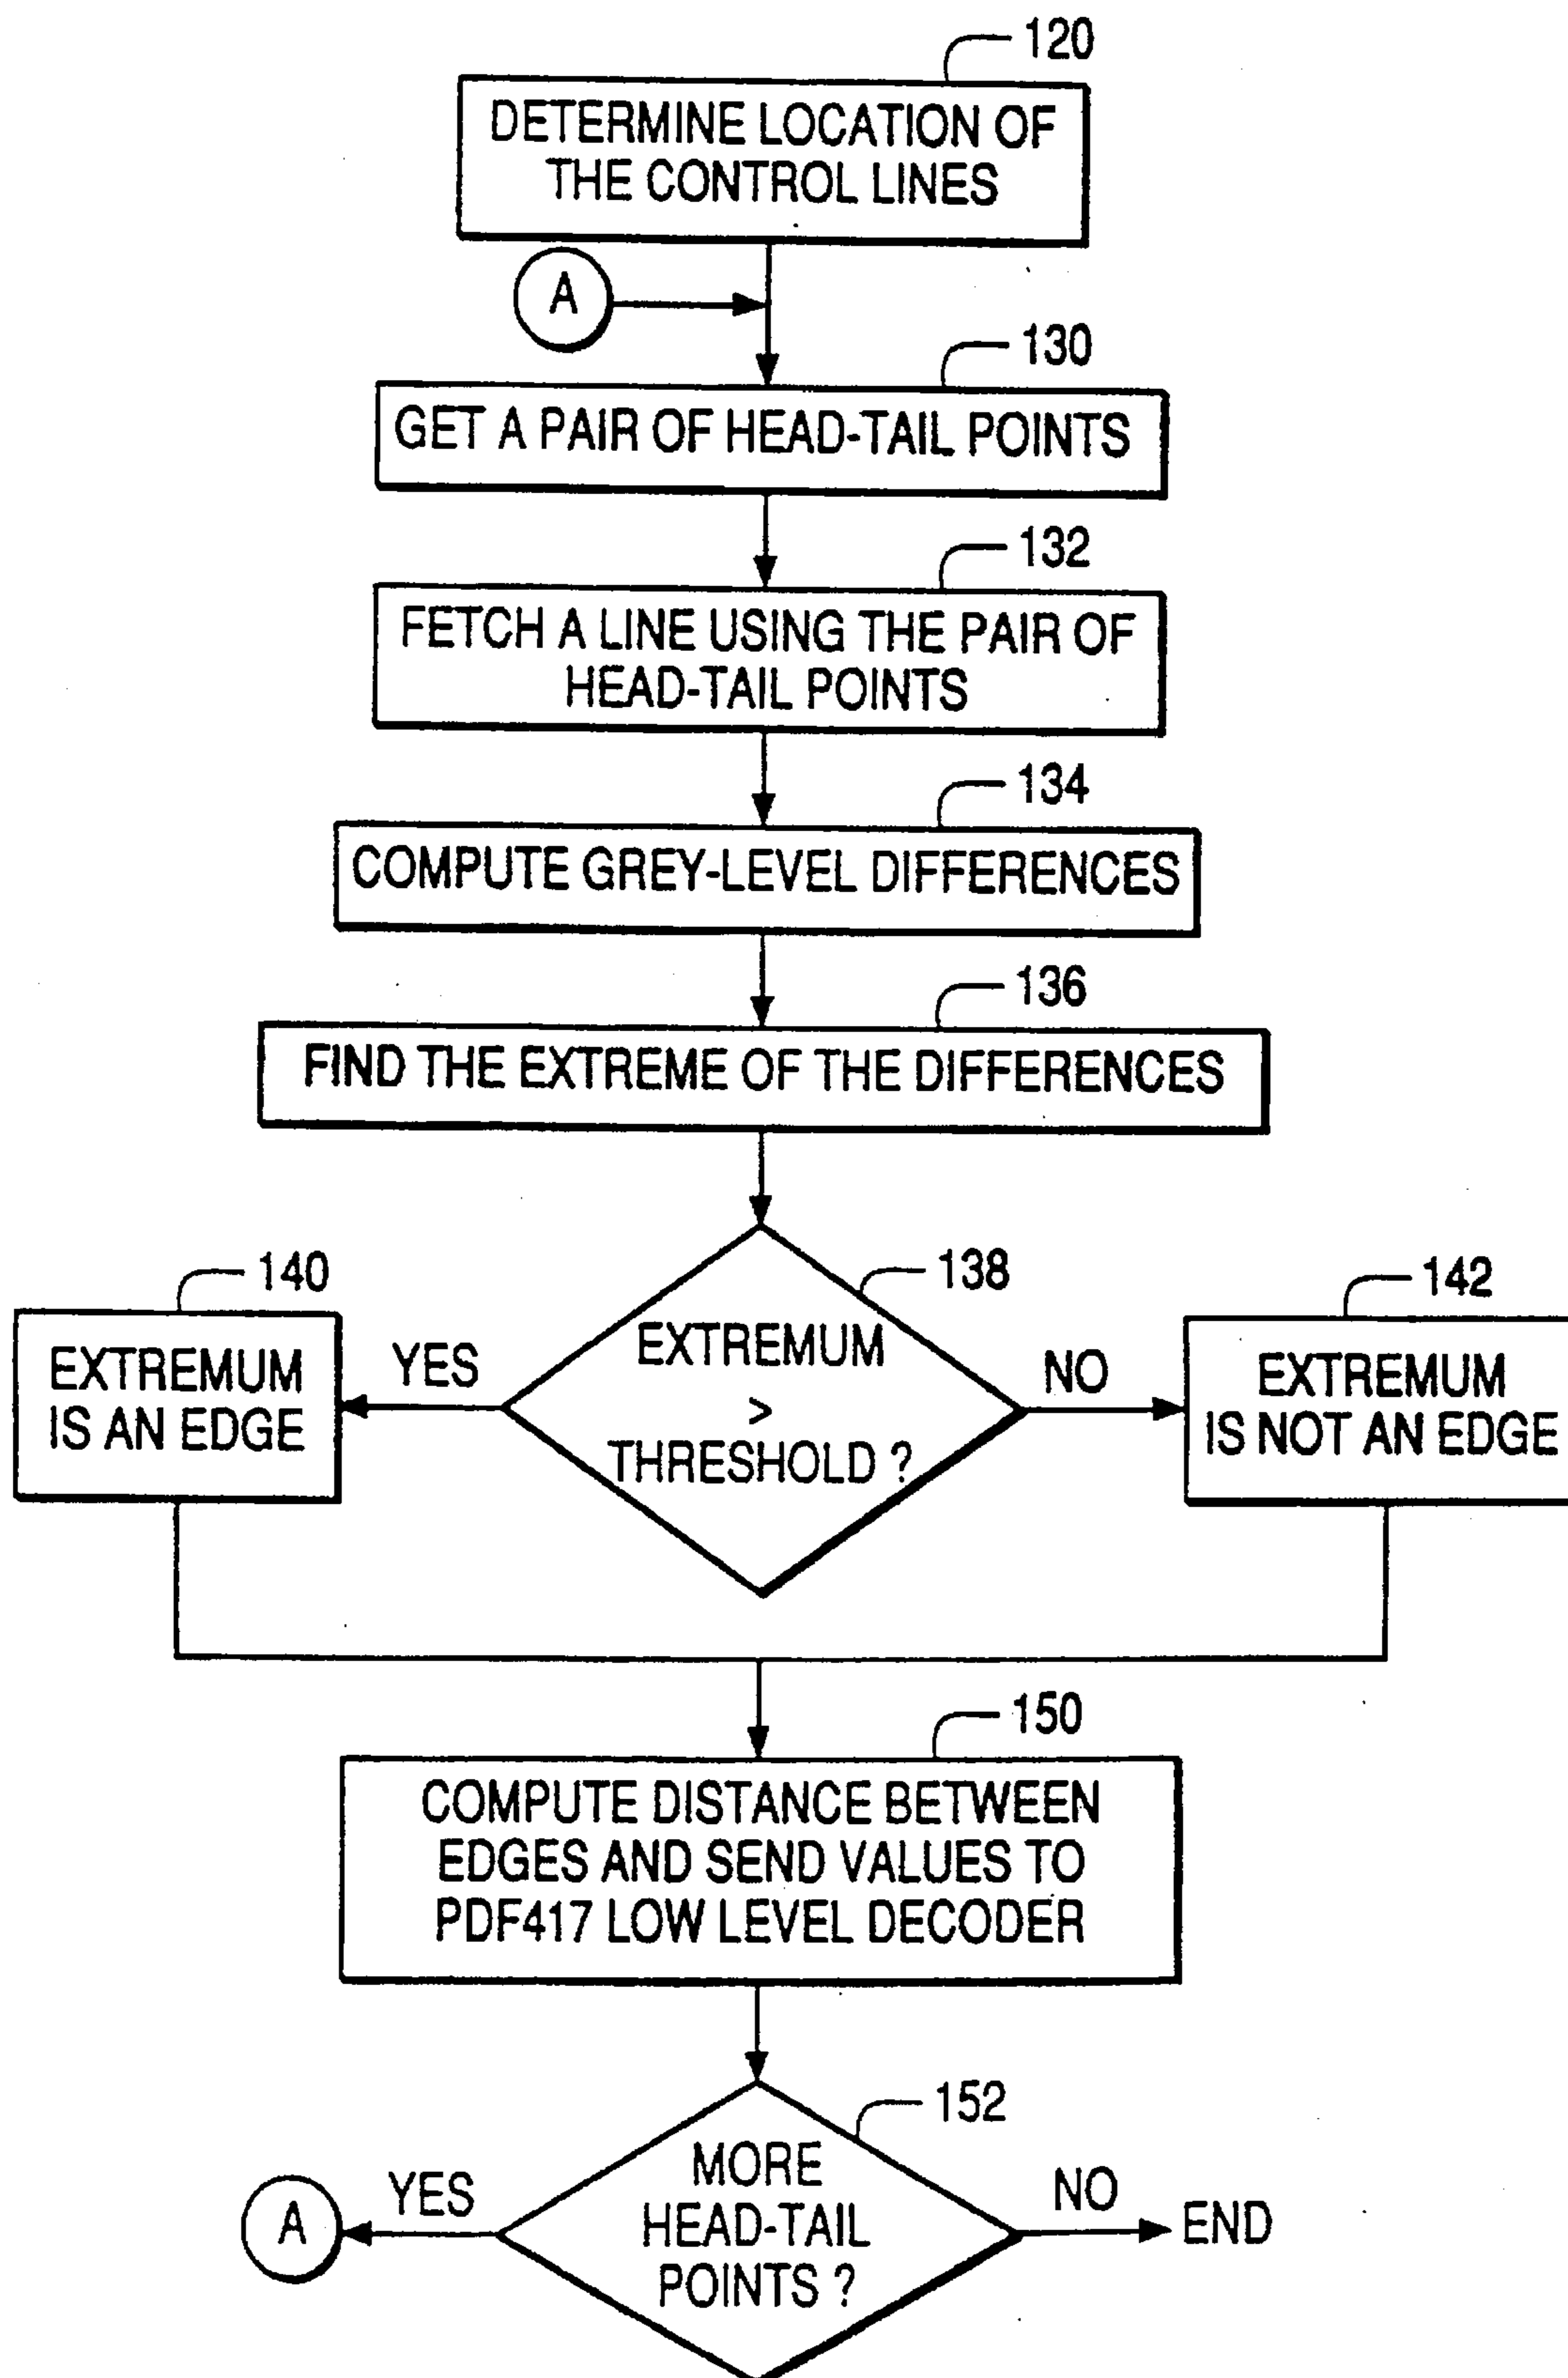 120
DETERMINE LOCATION OF
THE CONTROL LINES
A
130
GET A PAIR OF HEAD-TAIL POINTS
132
FETCH A LINE USING THE PAIR OF
HEAD-TAIL POINTS
134
COMPUTE GREY-LEVEL DIFFERENCES
136
FIND THE EXTREME OF THE DIFFERENCES
138
EXTREMUM
>
THRESHOLD ?
YES
NO
140
EXTREMUM
IS AN EDGE
142
EXTREMUM
IS NOT AN EDGE
150
COMPUTE DISTANCE BETWEEN
EDGES AND SEND VALUES TO
PDF417 LOW LEVEL DECODER
152
MORE
HEAD-TAIL
POINTS ?
YES
A
NO
END